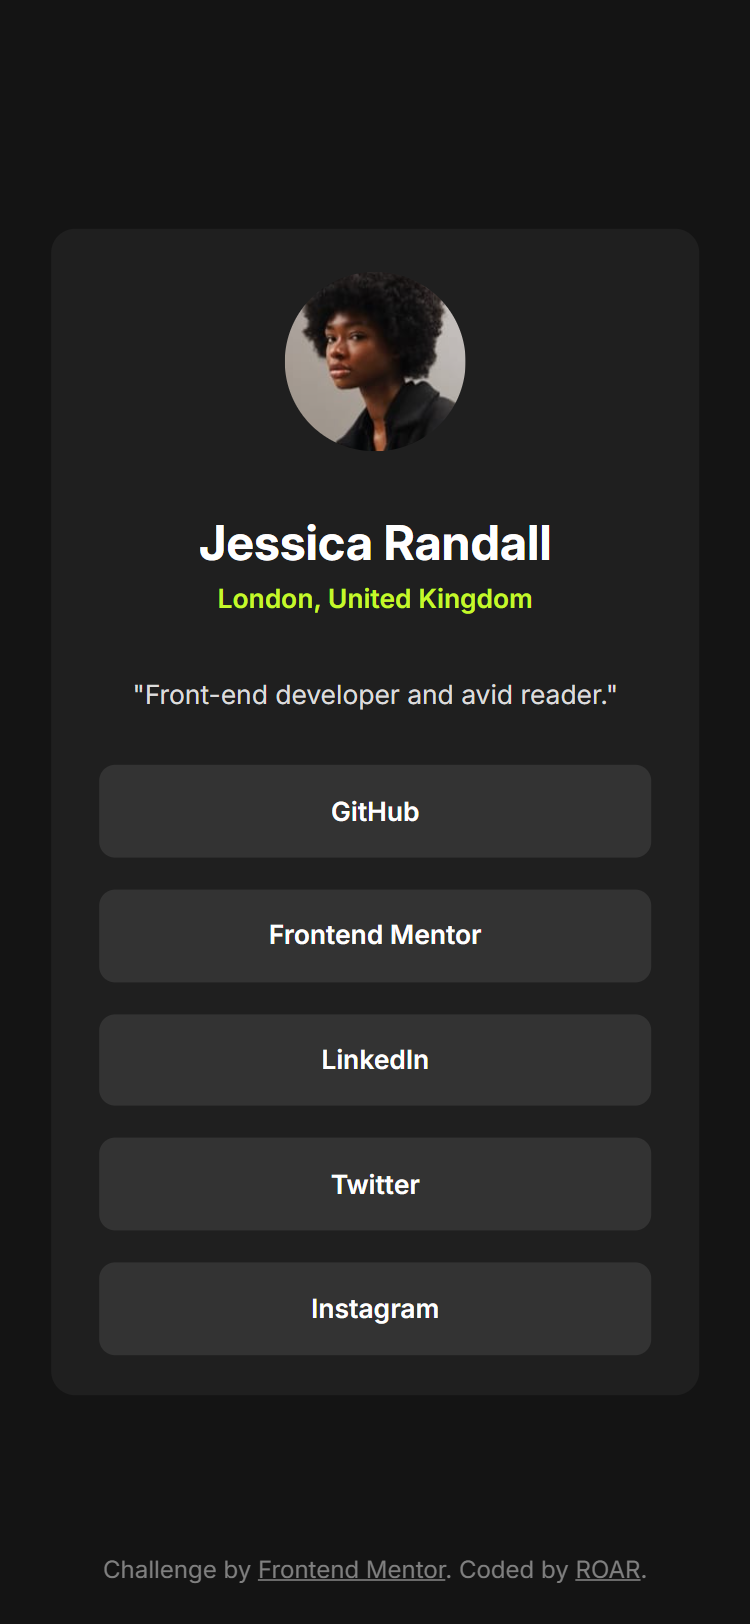 Jessica Randall
London, United Kingdom
"Front-end developer and avid reader."
GitHub
Frontend Mentor
LinkedIn
Twitter
Instagram
Challenge by Frontend Mentor. Coded by ROAR.